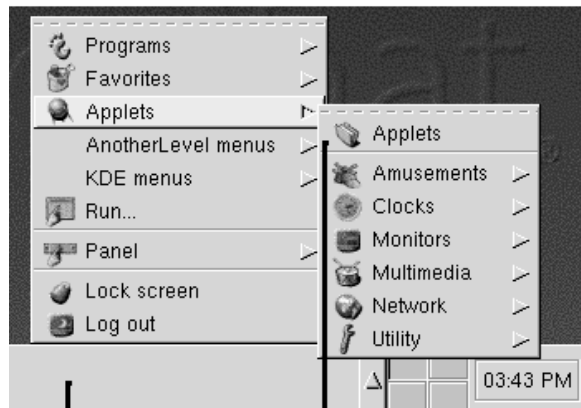 Programs
Favorites
Applets
AnotherLevel menus
KDE menus
Run...
Panel
Lock screen
Log out
Applets
Amusements
Clocks
Monitors
Multimedia
Network
Utility
03:43 PM